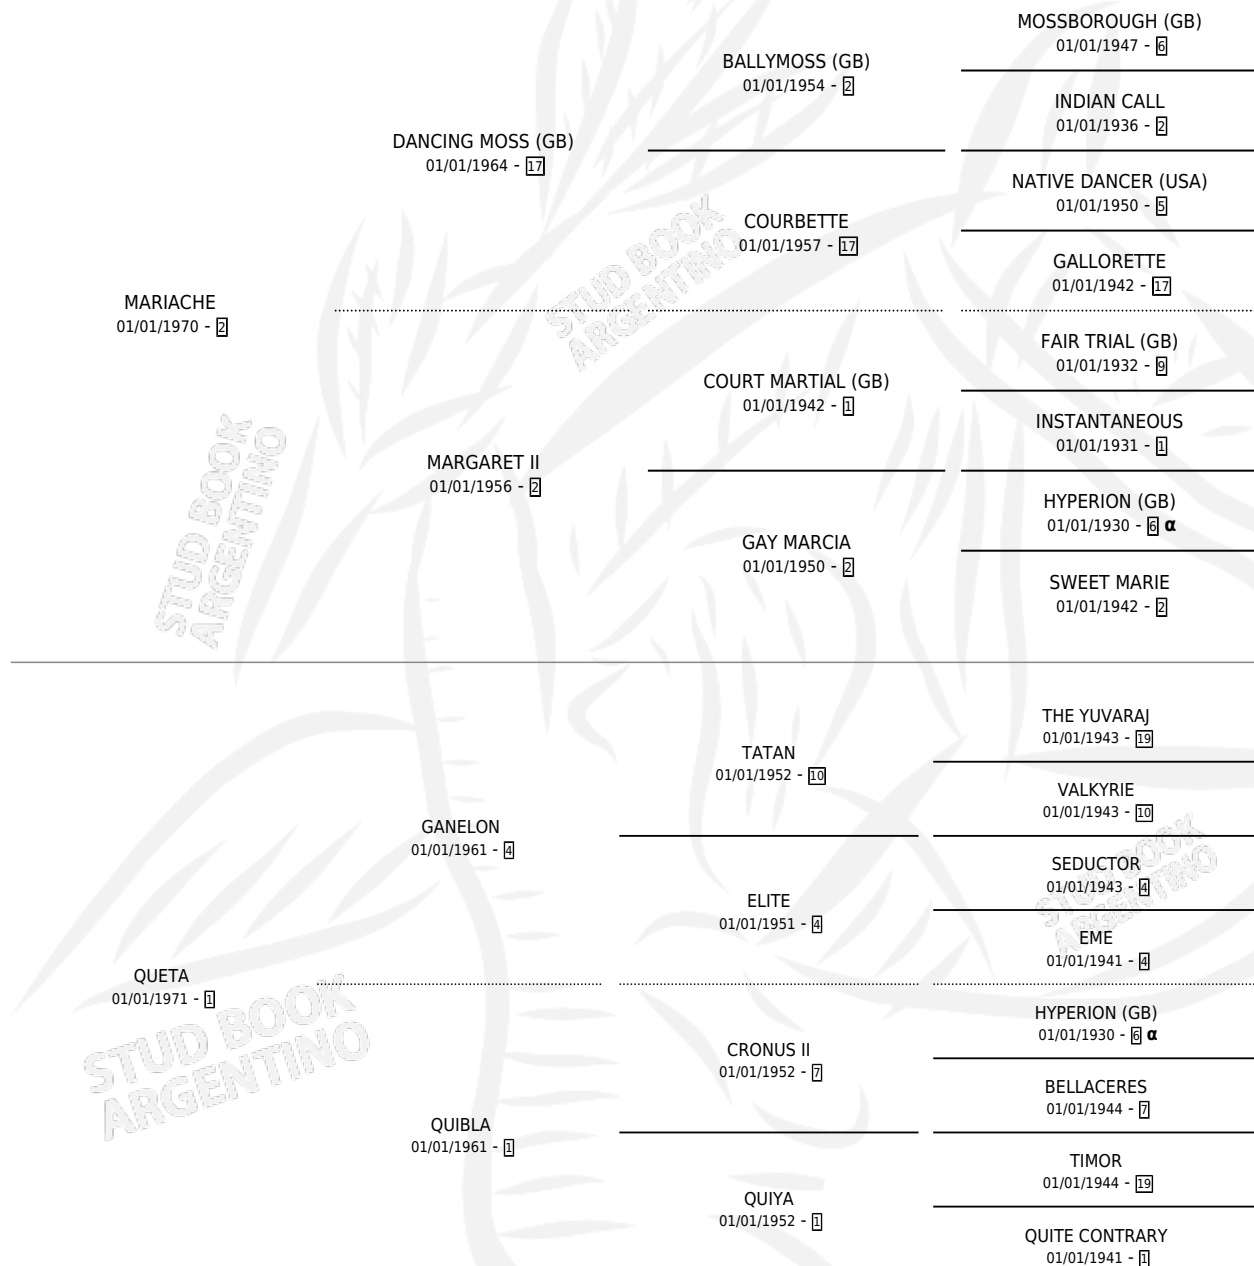 MOSSBOROUGH (GB)
01/01/1947 - 6
BALLYMOSS (GB)
01/01/1954 - 2
INDIAN CALL
01/01/1936 - 2
DANCING MOSS (GB)
01/01/1964 - 17
NATIVE DANCER (USA)
01/01/1950 - 5
COURBETTE
01/01/1957 - 17
GALLORETTE
01/01/1942 - 17
MARIACHE
01/01/1970 - 2
FAIR TRIAL (GB)
01/01/1932 - 9
COURT MARTIAL (GB)
01/01/1942 - 1
INSTANTANEOUS
01/01/1931 - 1
MARGARET II
01/01/1956 - 2
HYPERION (GB)
01/01/1930 - 6 α
GAY MARCIA
01/01/1950 - 2
SWEET MARIE
01/01/1942 - 2
THE YUVARAJ
01/01/1943 - 19
TATAN
01/01/1952 - 10
VALKYRIE
01/01/1943 - 10
GANELON
01/01/1961 - 4
SEDUCTOR
01/01/1943 - 4
ELITE
01/01/1951 - 4
EME
01/01/1941 - 4
QUETA
01/01/1971 - 1
HYPERION (GB)
01/01/1930 - 6 α
CRONUS II
01/01/1952 - 7
BELLACERES
01/01/1944 - 7
QUIBLA
01/01/1961 - 1
TIMOR
01/01/1944 - 19
QUIYA
01/01/1952 - 1
QUITE CONTRARY
01/01/1941 - 1
STUD BOOK
ARGENTINO
STUD BOOK
ARGENTINO
STUD BOOK
ARGENTINO
STUD BOOK
ARGENTINO